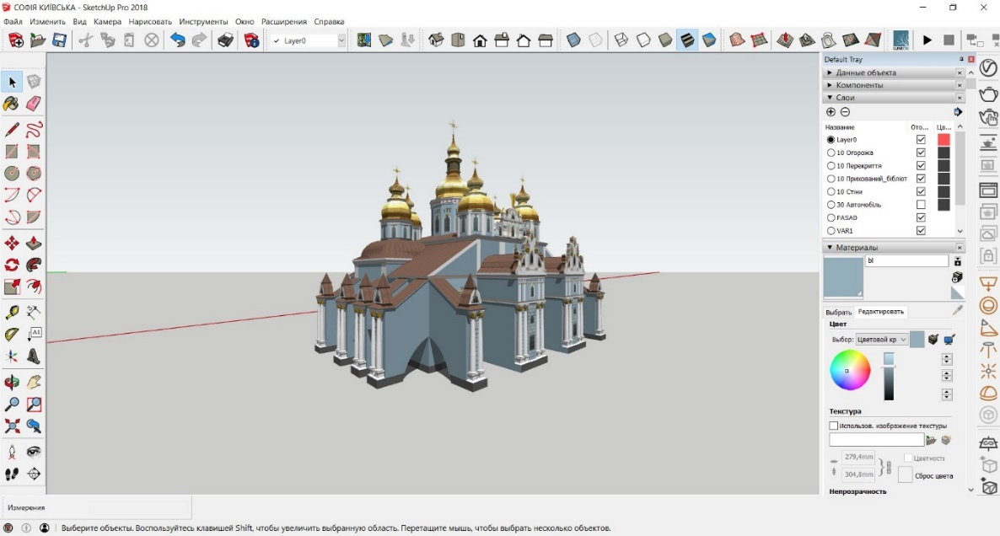 СОФІЯ КИЇВСЬКА - SketchUp Pro 2018
Файл Изменить Вид Камера Нарисовать Инструменты Окно Расширения Справка
Layer0
LUMION
Default Tray
Данные объекта
Компоненты
Слои
Название Ото... Цв...
Layer0
10 Огорожа
10 Перекриття
10 Прихований_бібліот
10 Стіни
30 Автомобіль
FASAD
VAR1
Материалы
bl
Выбрать Редактировать
Цвет
Выбор: Цветовой кр
Текстура
Использов. изображение текстуры
279,4mm Цветность
304,8mm Сброс цвета
Непрозрачность
A1
Измерения
Выберите объекты. Воспользуйтесь клавишей Shift, чтобы увеличить выбранную область. Перетащите мышь, чтобы выбрать несколько объектов.